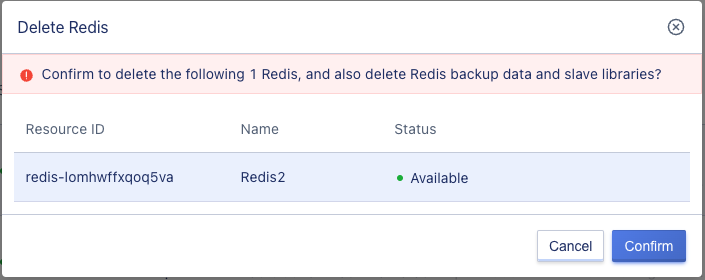 Delete Redis
Confirm to delete the following 1 Redis, and also delete Redis backup data and slave libraries?
Resource ID Name Status
redis-lomhwffxqoq5va Redis2 Available
Cancel Confirm